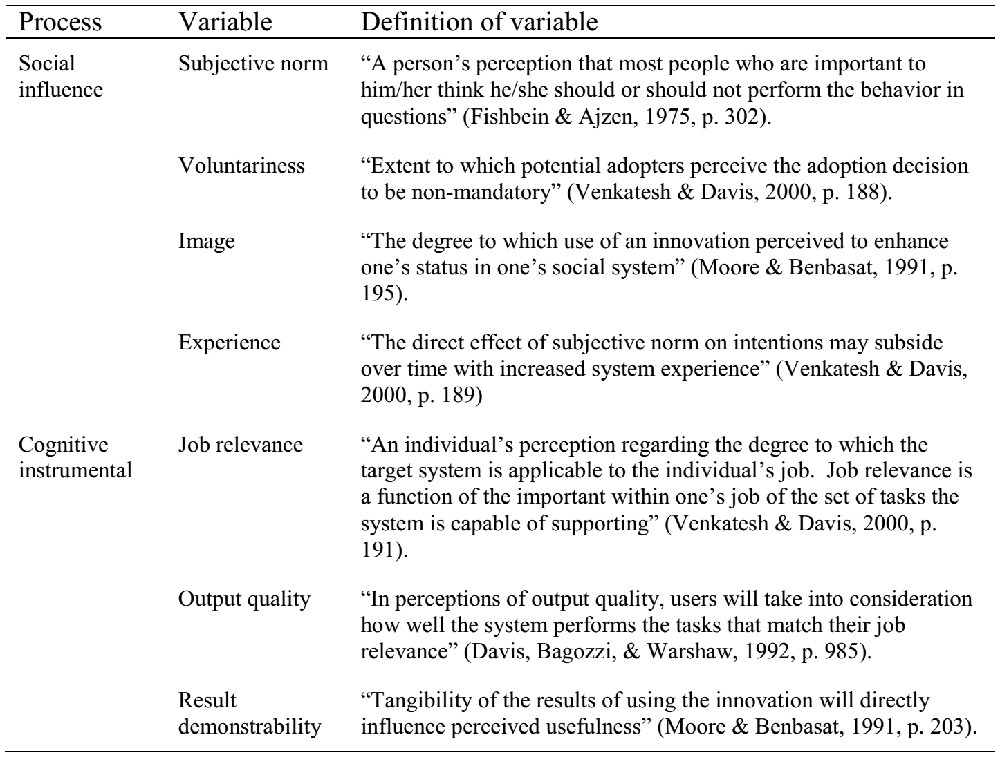 Process Variable Definition of variable
Social influence Subjective norm “A person’s perception that most people who are important to
him/her think he/she should or should not perform the behavior in
questions” (Fishbein & Ajzen, 1975, p. 302).
Voluntariness “Extent to which potential adopters perceive the adoption decision
to be non-mandatory” (Venkatesh & Davis, 2000, p. 188).
Image “The degree to which use of an innovation perceived to enhance
one’s status in one’s social system” (Moore & Benbasat, 1991, p.
195).
Experience “The direct effect of subjective norm on intentions may subside
over time with increased system experience” (Venkatesh & Davis,
2000, p. 189)
Cognitive instrumental Job relevance “An individual’s perception regarding the degree to which the
target system is applicable to the individual’s job.  Job relevance is
a function of the important within one’s job of the set of tasks the
system is capable of supporting” (Venkatesh & Davis, 2000, p.
191).
Output quality “In perceptions of output quality, users will take into consideration
how well the system performs the tasks that match their job
relevance” (Davis, Bagozzi, & Warshaw, 1992, p. 985).
Result demonstrability “Tangibility of the results of using the innovation will directly
influence perceived usefulness” (Moore & Benbasat, 1991, p. 203).